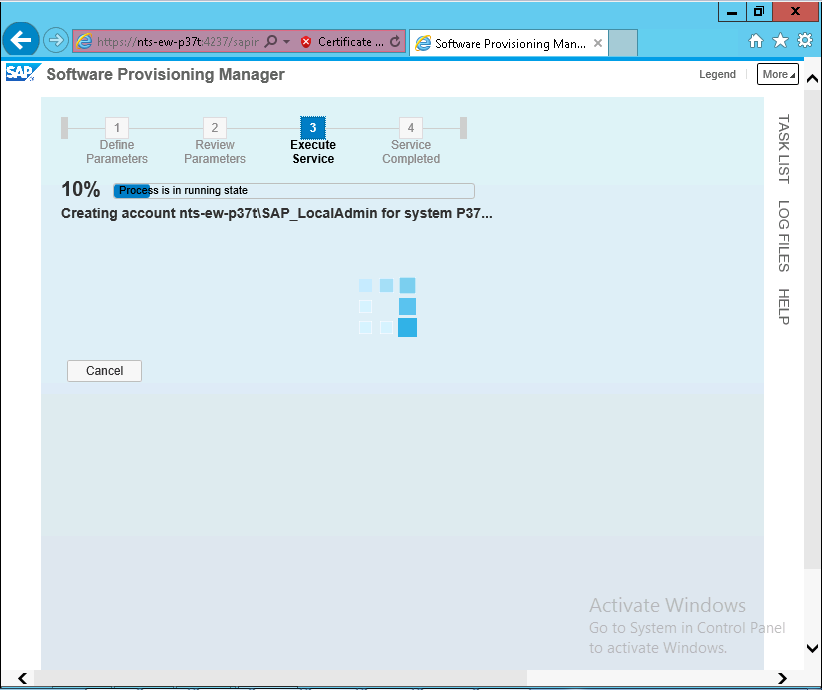 https://nts-ew-p37t:4237/sapir
Certificate ...
Software Provisioning Man...
SAP
Software Provisioning Manager
Legend
More
1
2
3
4
Define
Parameters
Review
Parameters
Execute
Service
Service
Completed
10%
Process is in running state
Creating account nts-ew-p37t\SAP_LocalAdmin for system P37...
Cancel
TASK LIST
LOG FILES
HELP
Activate Windows
Go to System in Control Panel
to activate Windows.